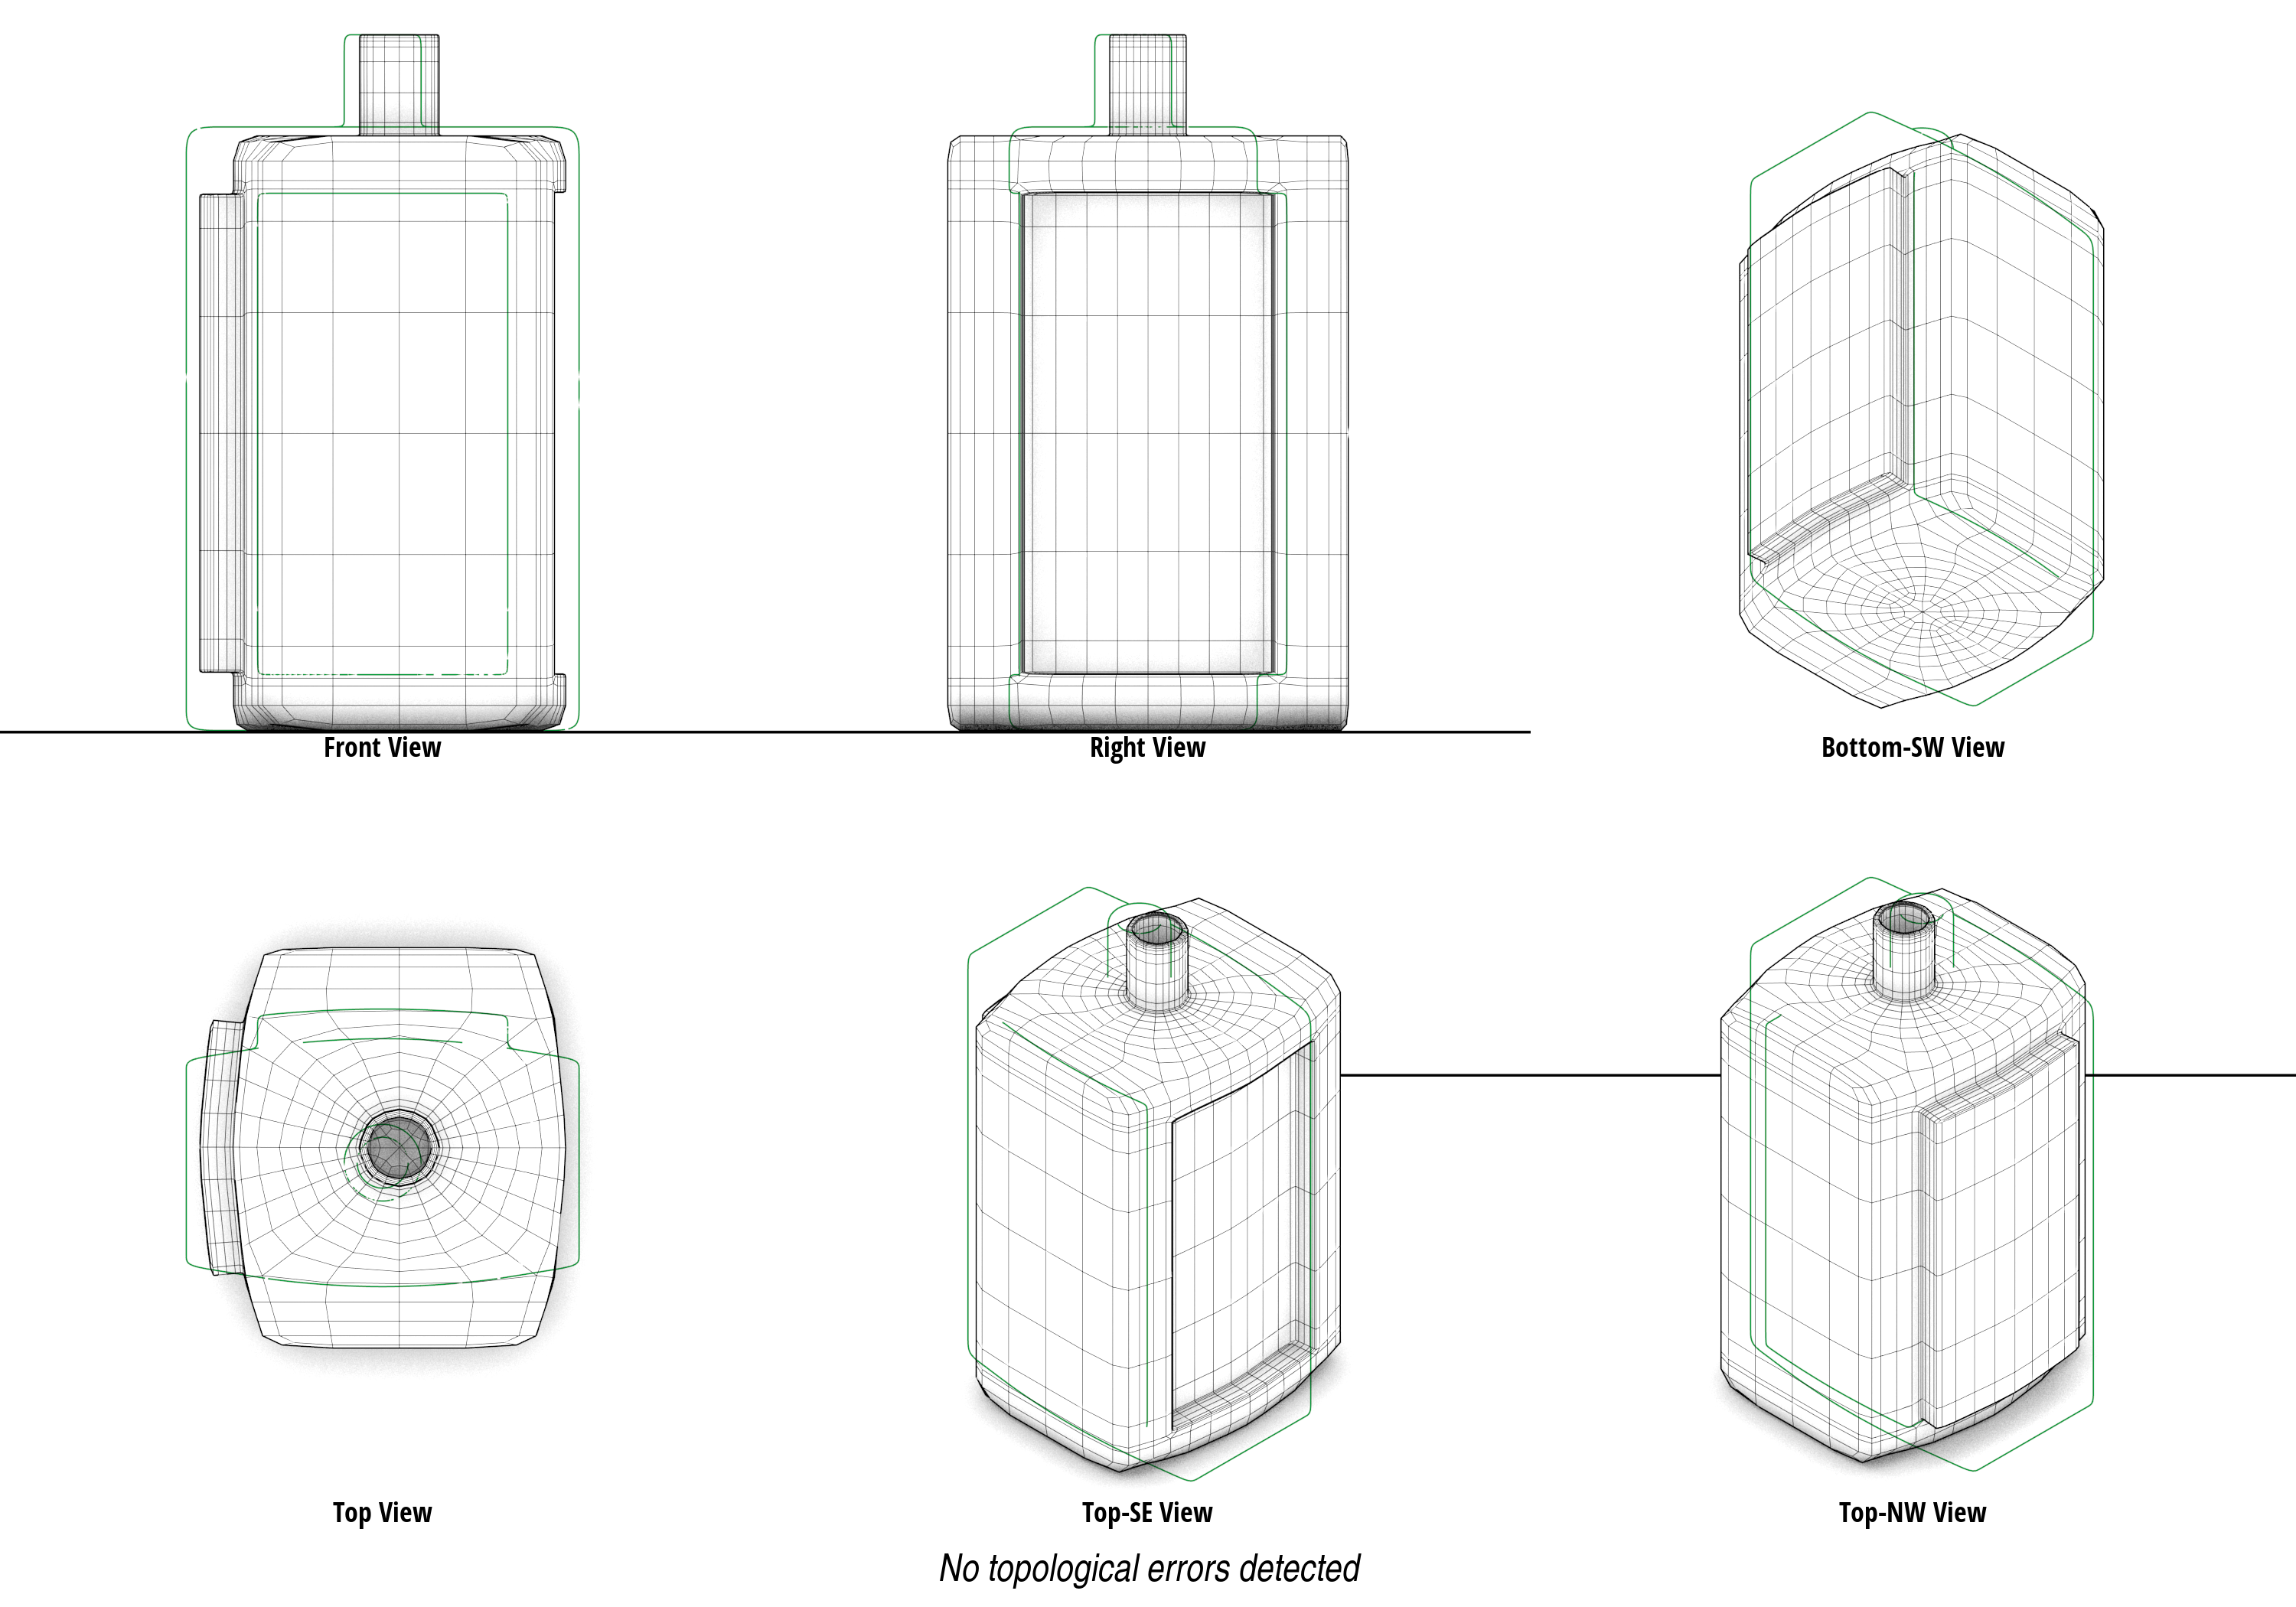 Front View
Right View
Bottom-SW View
Top View
Top-SE View
Top-NW View
No topological errors detected